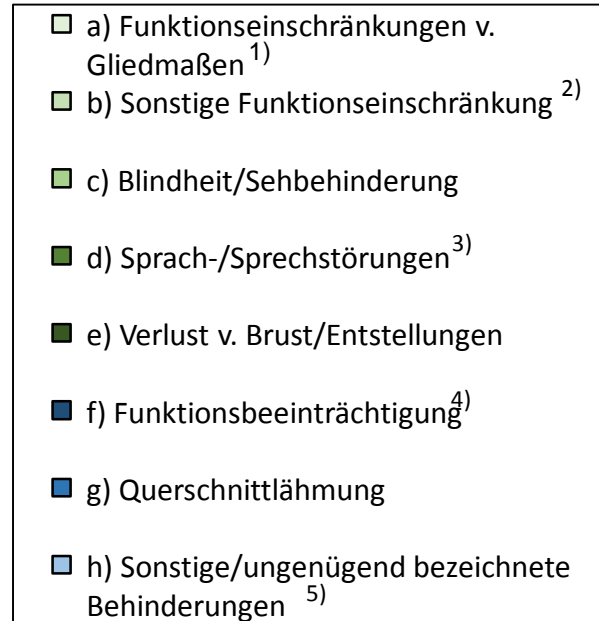 a) Funktionseinschränkungen v.
Gliedmaßen 1)
b) Sonstige Funktionseinschränkung 2)
c) Blindheit/Sehbehinderung
d) Sprach-/Sprechstörungen 3)
e) Verlust v. Brust/Entstellungen
f) Funktionsbeeinträchtigung 4)
g) Querschnittlähmung
h) Sonstige/ungenügend bezeichnete
Behinderungen 5)